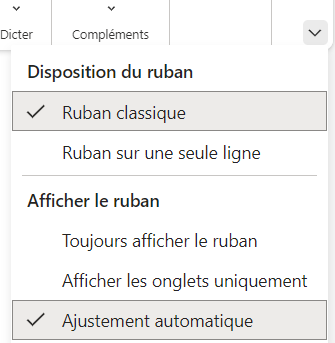 Dicter Compléments
Disposition du ruban
Ruban classique
Ruban sur une seule ligne
Afficher le ruban
Toujours afficher le ruban
Afficher les onglets uniquement
Ajustement automatique